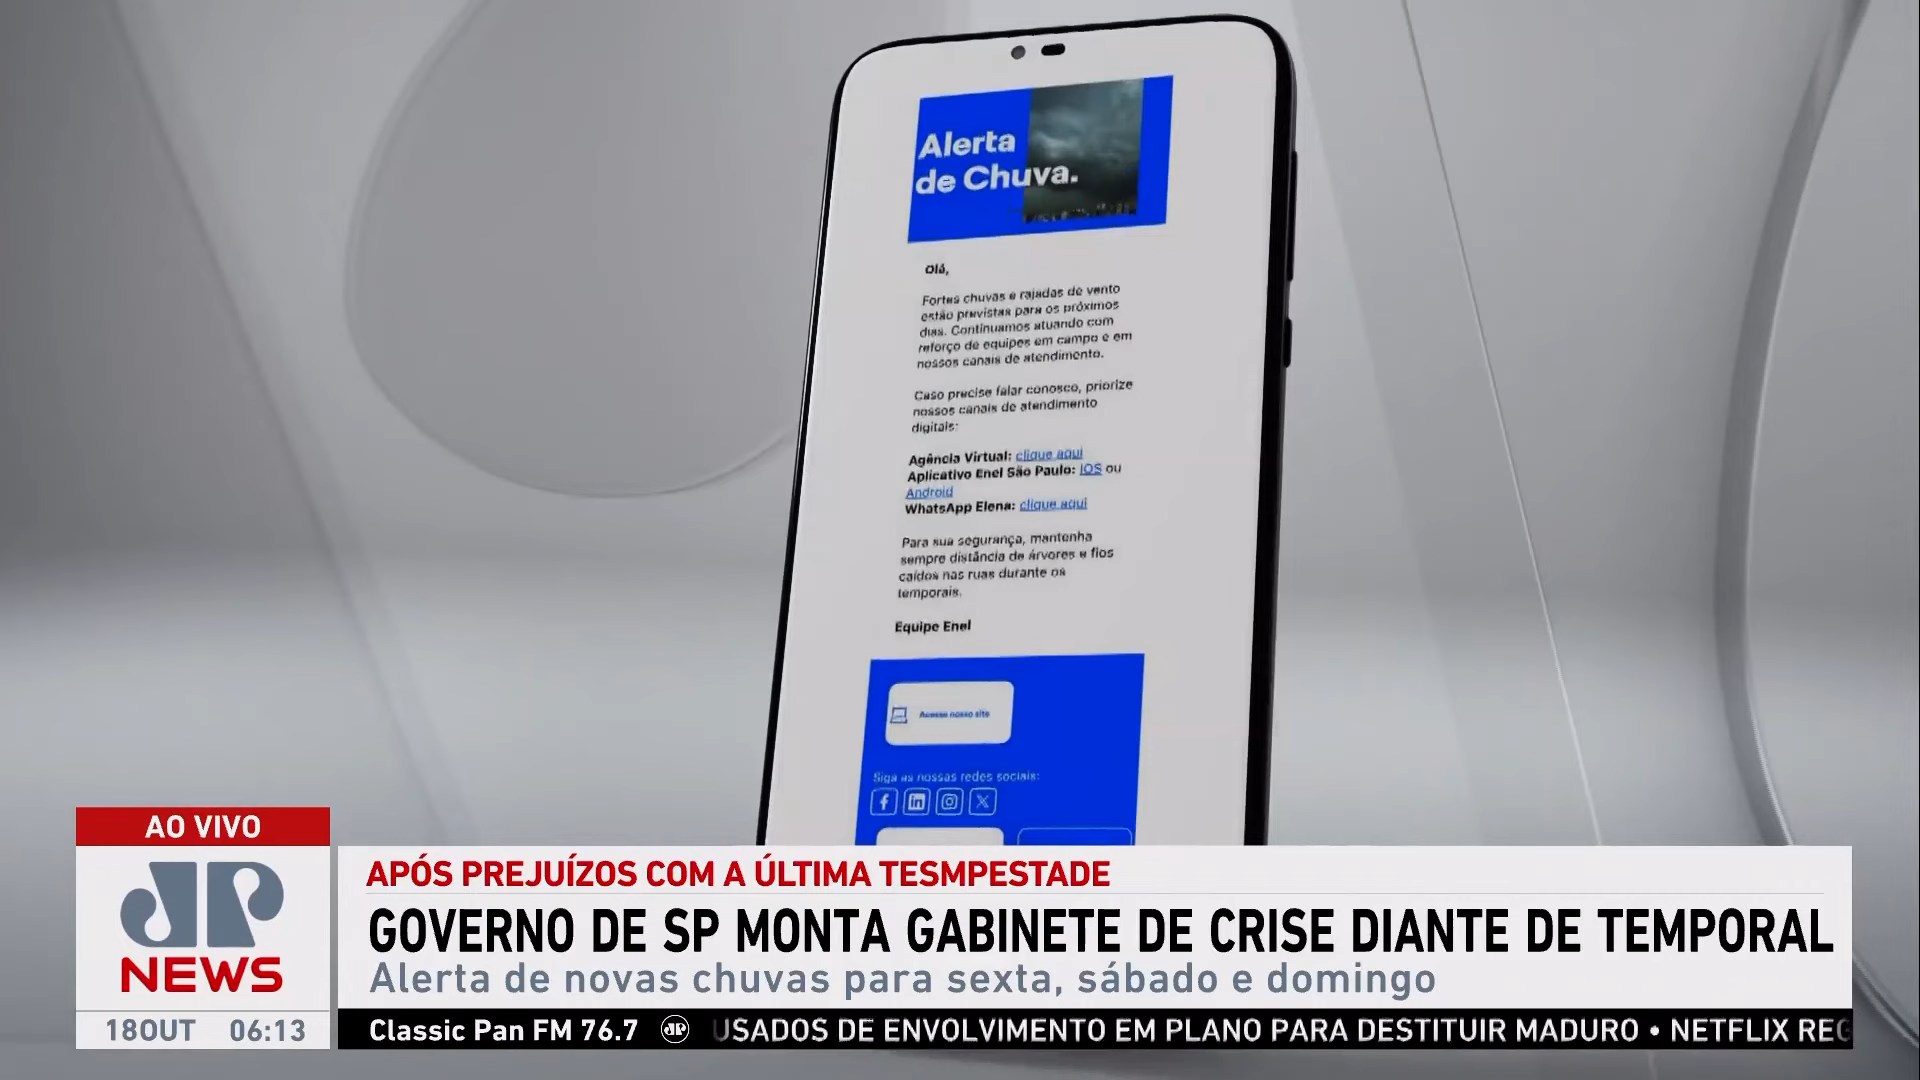 Alerta
de Chuva.
Olá,
Fortes chuvas e rajadas de vento
estão previstas para os próximos
dias. Continuamos atuando com
reforço de equipes em campo e em
nossos canais de atendimento.
Caso precise falar conosco, priorize
nossos canais de atendimento
digitais:
Agência Virtual: clique aqui
Aplicativo Enel São Paulo: iOS ou
Android
WhatsApp Elena: clique aqui
Para sua segurança, mantenha
sempre distância de árvores e fios
caídos nas ruas durante os
temporais.
Equipe Enel
Acesse nosso site
Siga as nossas redes sociais:
AO VIVO
JP
NEWS
18OUT 06:13
APÓS PREJUÍZOS COM A ÚLTIMA TESMPESTADE
GOVERNO DE SP MONTA GABINETE DE CRISE DIANTE DE TEMPORAL
Alerta de novas chuvas para sexta, sábado e domingo
Classic Pan FM 76.7 JP USADOS DE ENVOLVIMENTO EM PLANO PARA DESTITUIR MADURO • NETFLIX REG